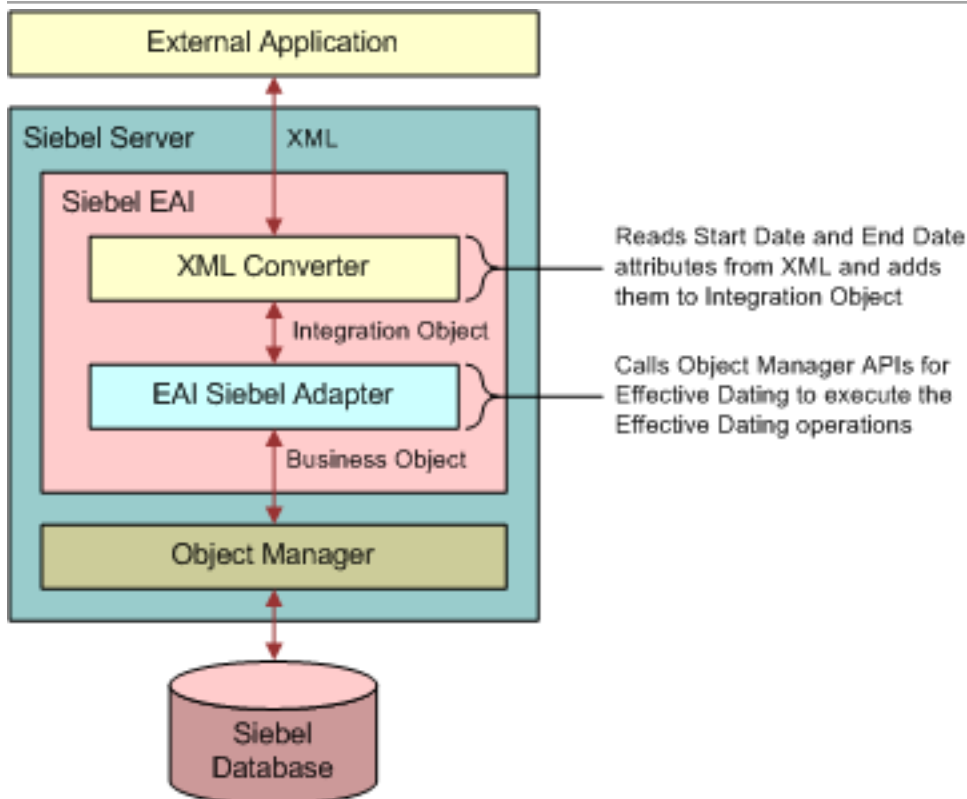 External Application
Siebel Server
XML
Siebel EAI
XML Converter
Reads Start Date and End Date
attributes from XML and adds
them to Integration Object
Integration Object
EAI Siebel Adapter
Calls Object Manager APIs for
Effective Dating to execute the
Effective Dating operations
Business Object
Object Manager
Siebel
Database